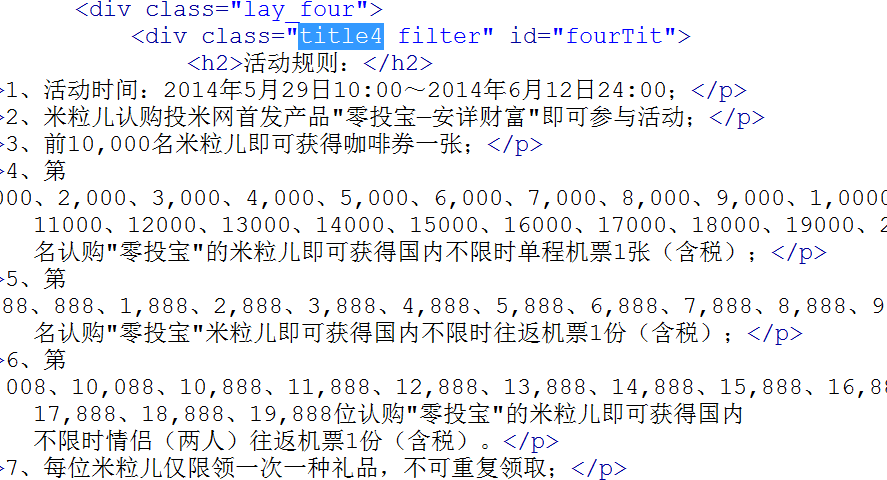 <div class="lay_four">
<div class="title4 filter" id="fourTit">
<h2>活动规则：</h2>
>1、活动时间：2014年5月29日10:00～2014年6月12日24:00；</p>
>2、米粒儿认购投米网首发产品"零投宝—安详财富"即可参与活动；</p>
>3、前10,000名米粒儿即可获得咖啡券一张；</p>
>4、第
000、2,000、3,000、4,000、5,000、6,000、7,000、8,000、9,000、1,0000
11000、12000、13000、14000、15000、16000、17000、18000、19000、2
名认购"零投宝"的米粒儿即可获得国内不限时单程机票1张（含税）；</p>
>5、第
88、888、1,888、2,888、3,888、4,888、5,888、6,888、7,888、8,888、9
名认购"零投宝"米粒儿即可获得国内不限时往返机票1份（含税）；</p>
>6、第
008、10,088、10,888、11,888、12,888、13,888、14,888、15,888、16,88
17,888、18,888、19,888位认购"零投宝"的米粒儿即可获得国内
不限时情侣（两人）往返机票1份（含税）。</p>
>7、每位米粒儿仅限领一次一种礼品，不可重复领取；</p>